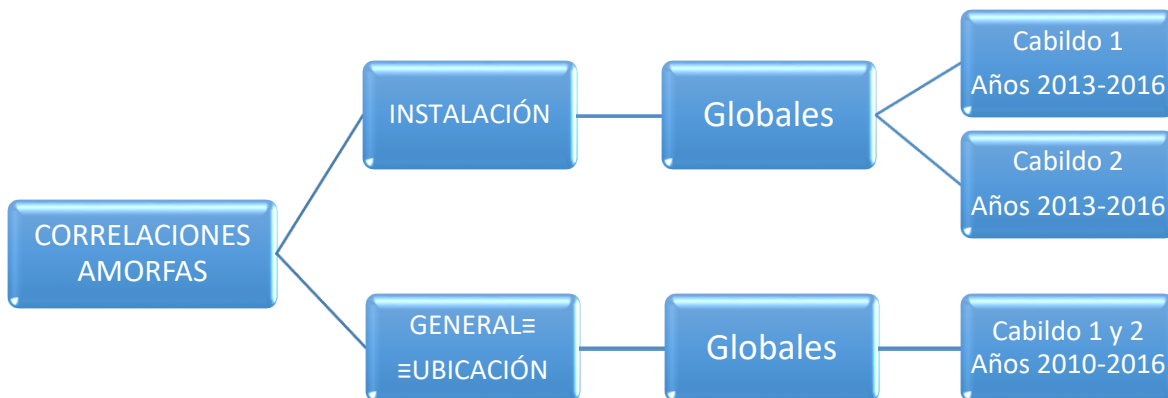 CORRELACIONES
AMORFAS
INSTALACIÓN
Globales
Cabildo 1
Años 2013-2016
Cabildo 2
Años 2013-2016
GENERAL≡
≡UBICACIÓN
Globales
Cabildo 1 y 2
Años 2010-2016